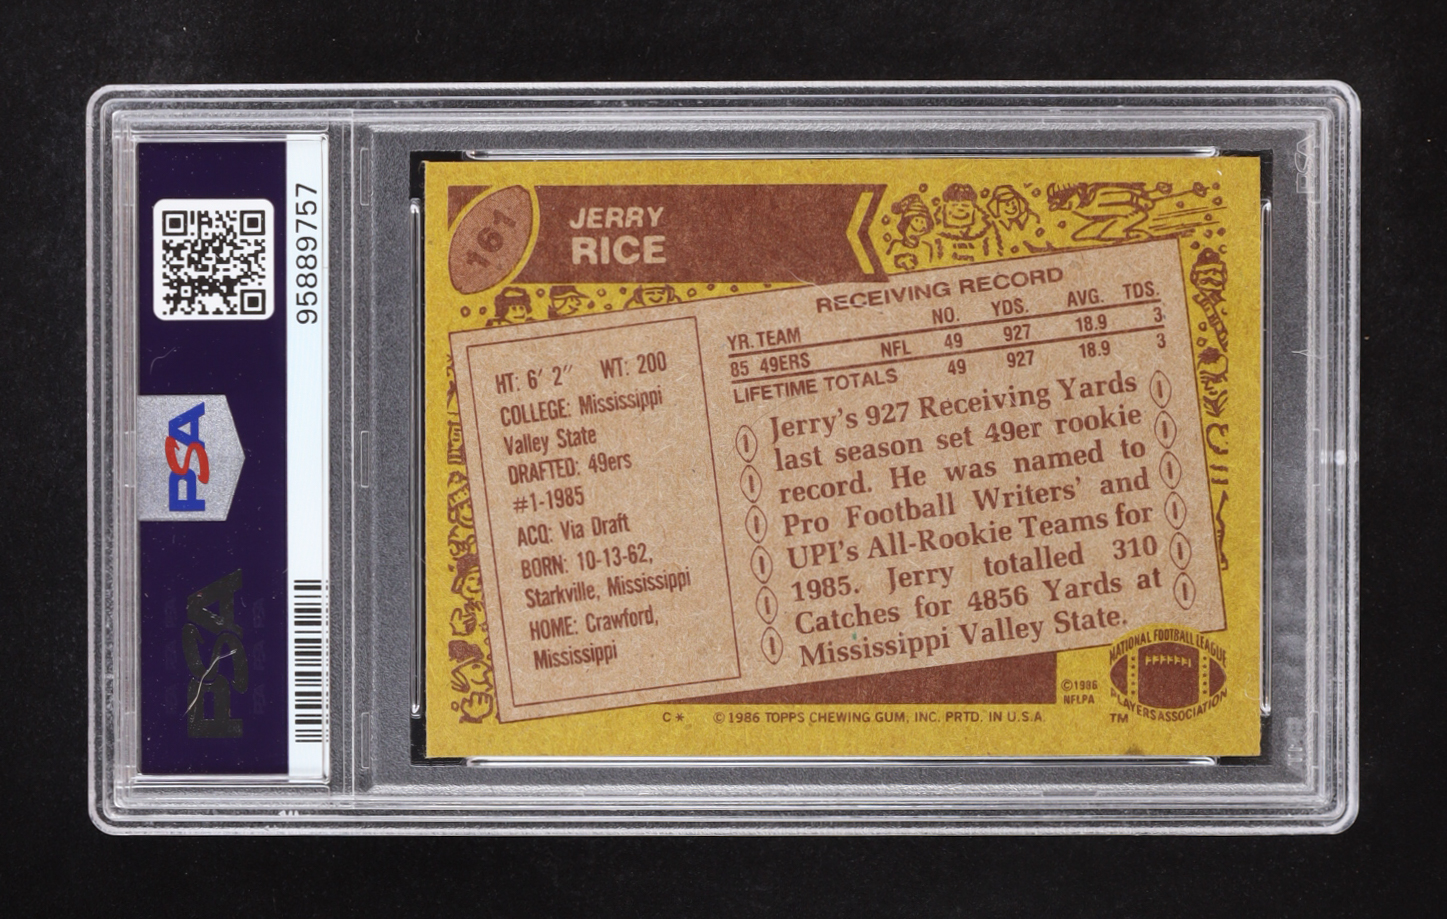 95889757
PSA
PSA
161
JERRY
RICE
RECEIVING RECORD
YR. TEAM NO. YDS. AVG. TDS.
85 49ERS NFL 49 927 18.9 3
LIFETIME TOTALS 49 927 18.9 3
HT: 6′ 2″ WT: 200
COLLEGE: Mississippi
Valley State
DRAFTED: 49ers
#1-1985
ACQ: Via Draft
BORN: 10-13-62,
Starkville, Mississippi
HOME: Crawford,
Mississippi
Jerry's 927 Receiving Yards
last season set 49er rookie
record. He was named to
Pro Football Writers' and
UPI's All-Rookie Teams for
1985. Jerry totalled 310
Catches for 4856 Yards at
Mississippi Valley State.
©1986
NFLPA
NATIONAL FOOTBALL LEAGUE
PLAYERS ASSOCIATION
TM
C* ©1986 TOPPS CHEWING GUM, INC. PRTD. IN U.S.A.